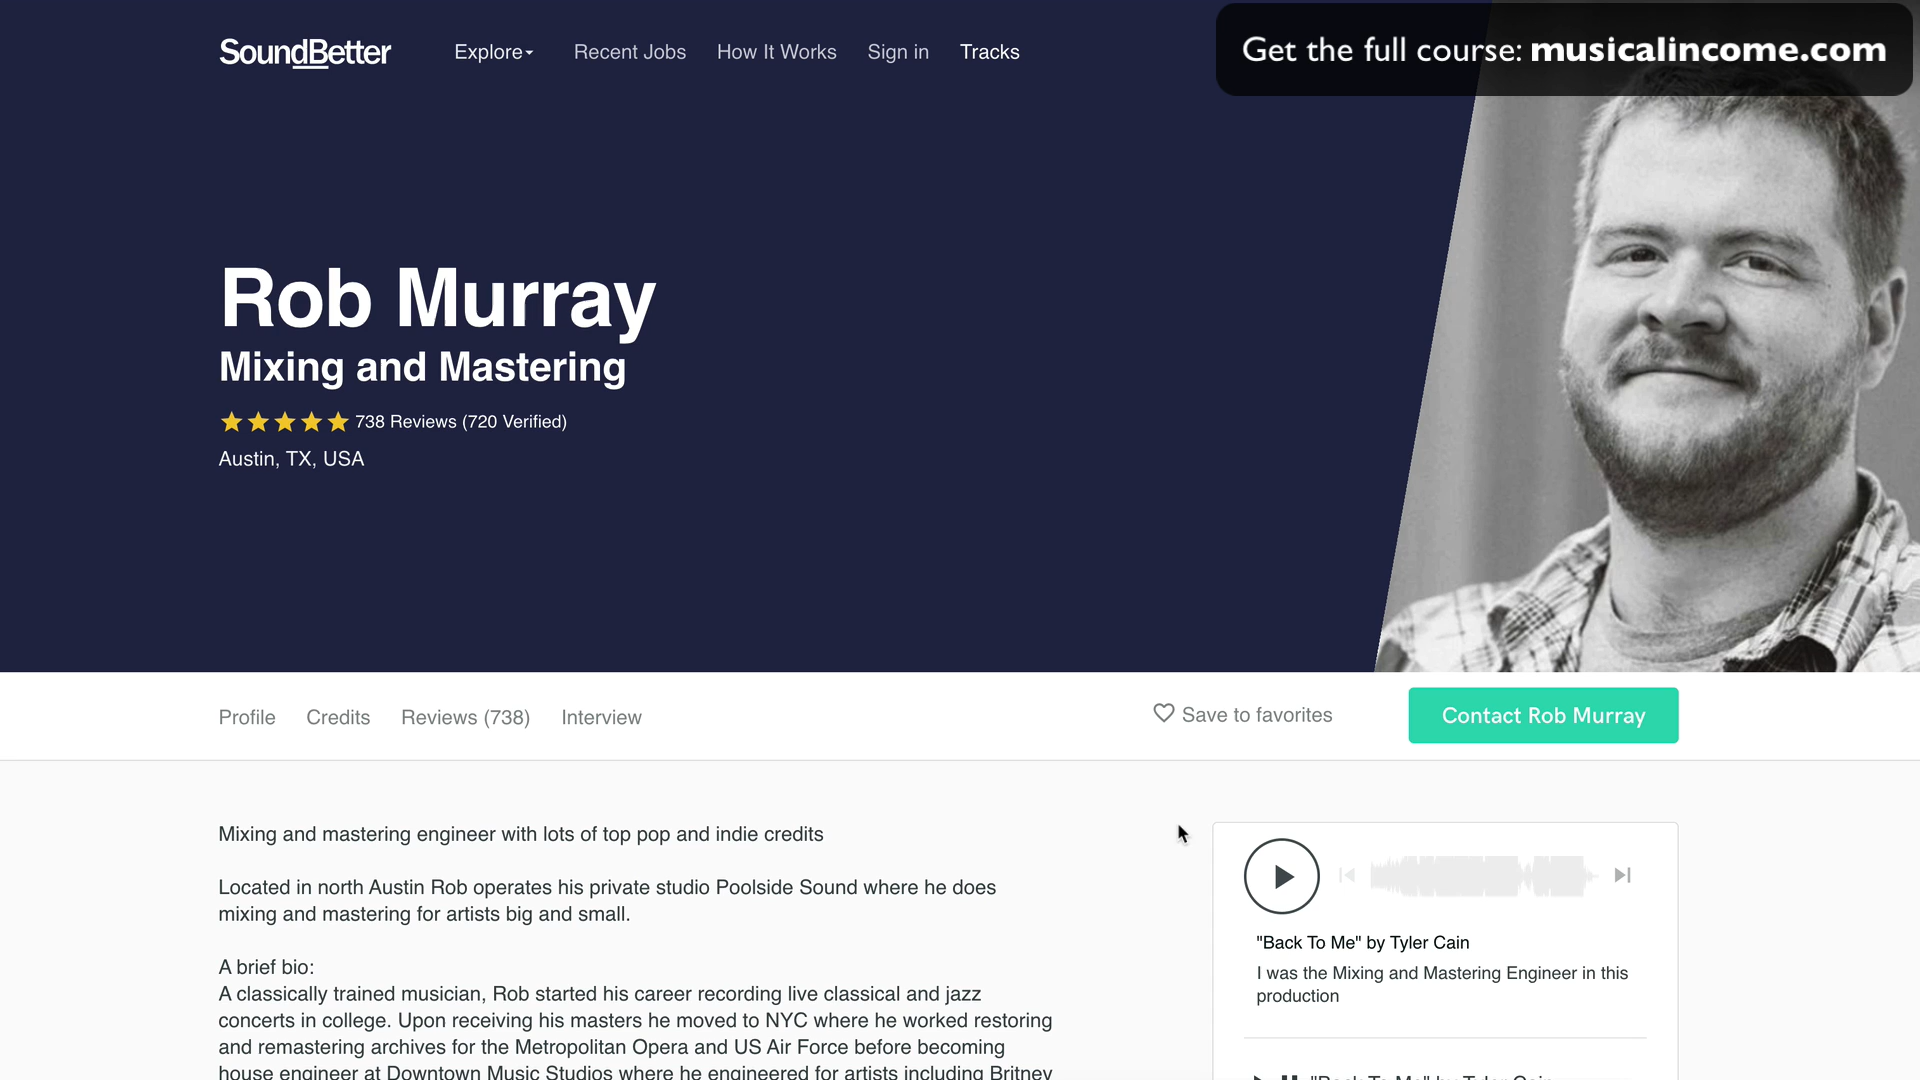 SoundBetter Explore Recent Jobs How It Works Sign in Tracks
Get the full course: musicalincome.com
Rob Murray
Mixing and Mastering
738 Reviews (720 Verified)
Austin, TX, USA
Profile Credits Reviews (738) Interview
Save to favorites
Contact Rob Murray
Mixing and mastering engineer with lots of top pop and indie credits
Located in north Austin Rob operates his private studio Poolside Sound where he does
mixing and mastering for artists big and small.
A brief bio:
A classically trained musician, Rob started his career recording live classical and jazz
concerts in college. Upon receiving his masters he moved to NYC where he worked restoring
and remastering archives for the Metropolitan Opera and US Air Force before becoming
house engineer at Downtown Music Studios where he engineered for artists including Britney
"Back To Me" by Tyler Cain
I was the Mixing and Mastering Engineer in this
production
"Back To Me" by Tyler Cain